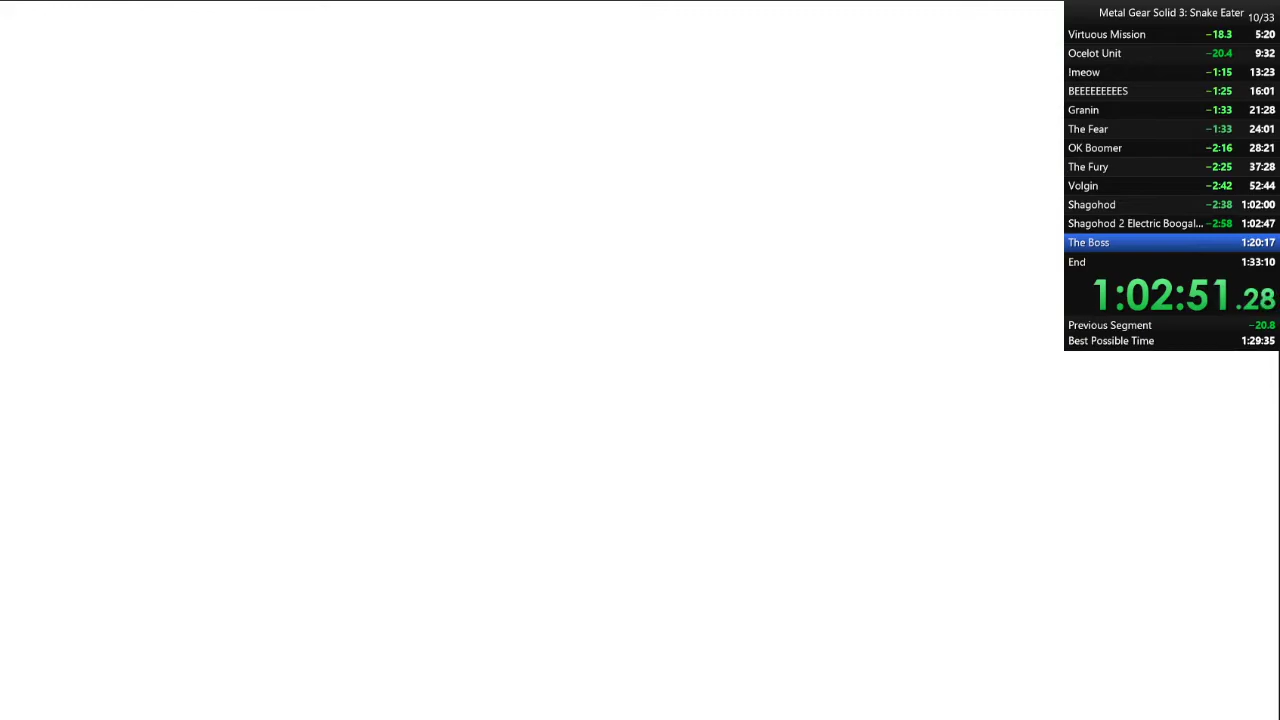 Metal Gear Solid 3: Snake Eater 10/33
Virtuous Mission −18.3 5:20
Ocelot Unit −20.4 9:32
!meow −1:15 13:23
BEEEEEEEEES −1:25 16:01
Granin −1:33 21:28
The Fear −1:33 24:01
OK Boomer −2:16 28:21
The Fury −2:25 37:28
Volgin −2:42 52:44
Shagohod −2:38 1:02:00
Shagohod 2 Electric Boogal... −2:58 1:02:47
The Boss 1:20:17
End 1:33:10
1:02:51.28
Previous Segment −20.8
Best Possible Time 1:29:35